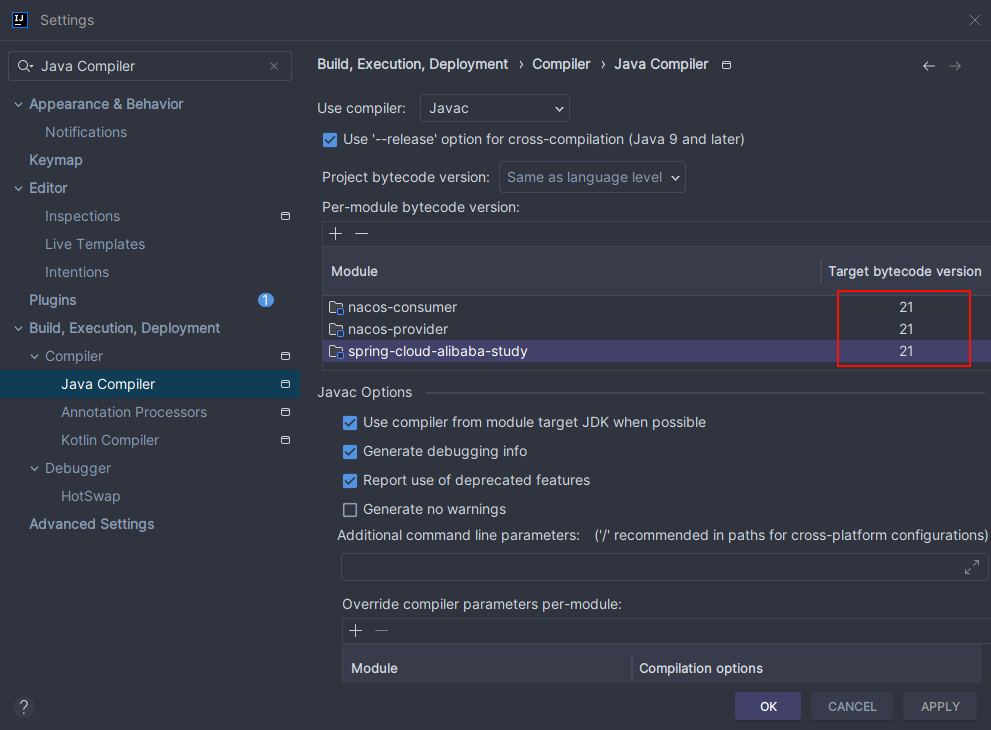 IJ Settings
Java Compiler
Appearance & Behavior
Notifications
Keymap
Editor
Inspections
Live Templates
Intentions
Plugins 1
Build, Execution, Deployment
Compiler
Java Compiler
Annotation Processors
Kotlin Compiler
Debugger
HotSwap
Advanced Settings
?
Build, Execution, Deployment › Compiler › Java Compiler
Use compiler: Javac
Use '--release' option for cross-compilation (Java 9 and later)
Project bytecode version: Same as language level
Per-module bytecode version:
Module Target bytecode version
nacos-consumer 21
nacos-provider 21
spring-cloud-alibaba-study 21
Javac Options
Use compiler from module target JDK when possible
Generate debugging info
Report use of deprecated features
Generate no warnings
Additional command line parameters: ('/' recommended in paths for cross-platform configurations)
Override compiler parameters per-module:
Module Compilation options
OK CANCEL APPLY